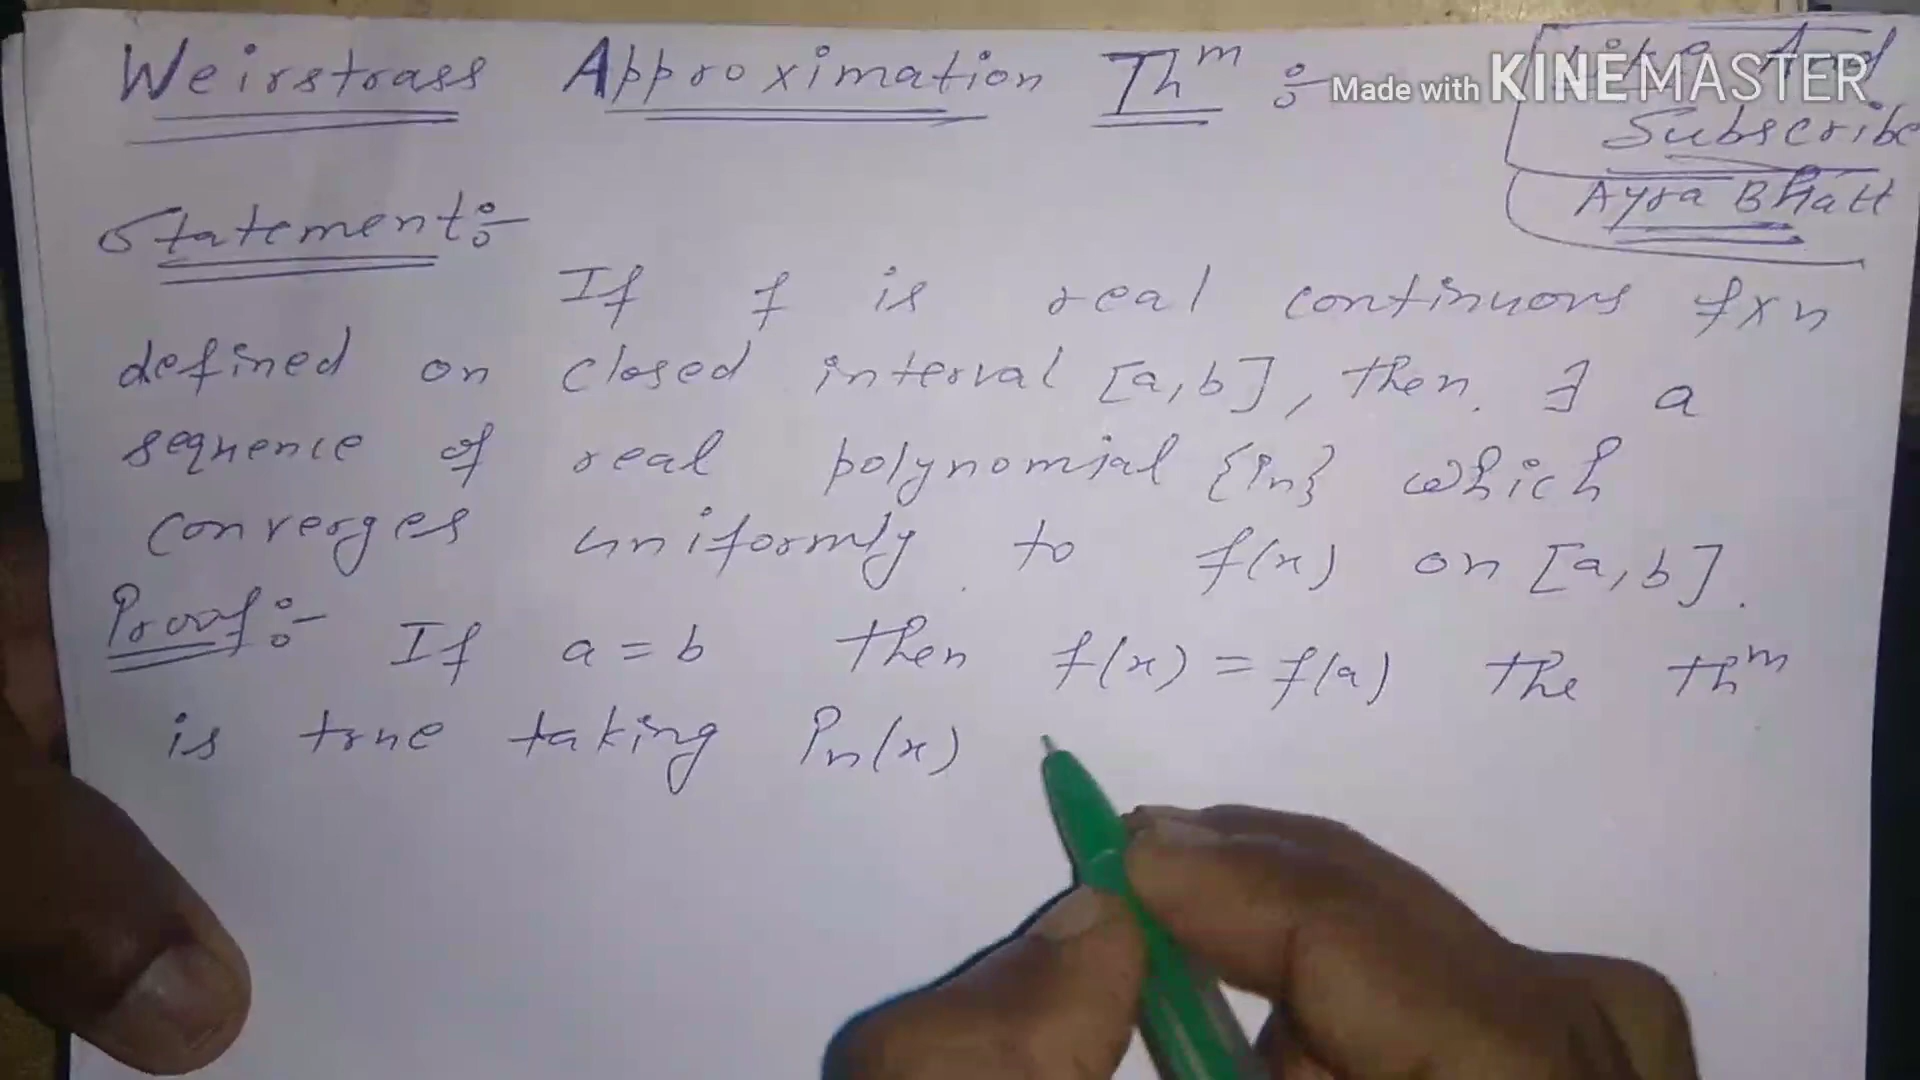 Weirstrass Approximation Thm :-
Made with KINEMASTER
Like And
Subscribe
Ayra Bhatt
Statement:-
If f is real continuous fxn
defined on closed interval [a,b], then ∃ a
sequence of real polynomial {Pn} which
converges uniformly to f(x) on [a,b].
Proof:- If a=b then f(x) = f(a) the thm
is true taking Pn(x)